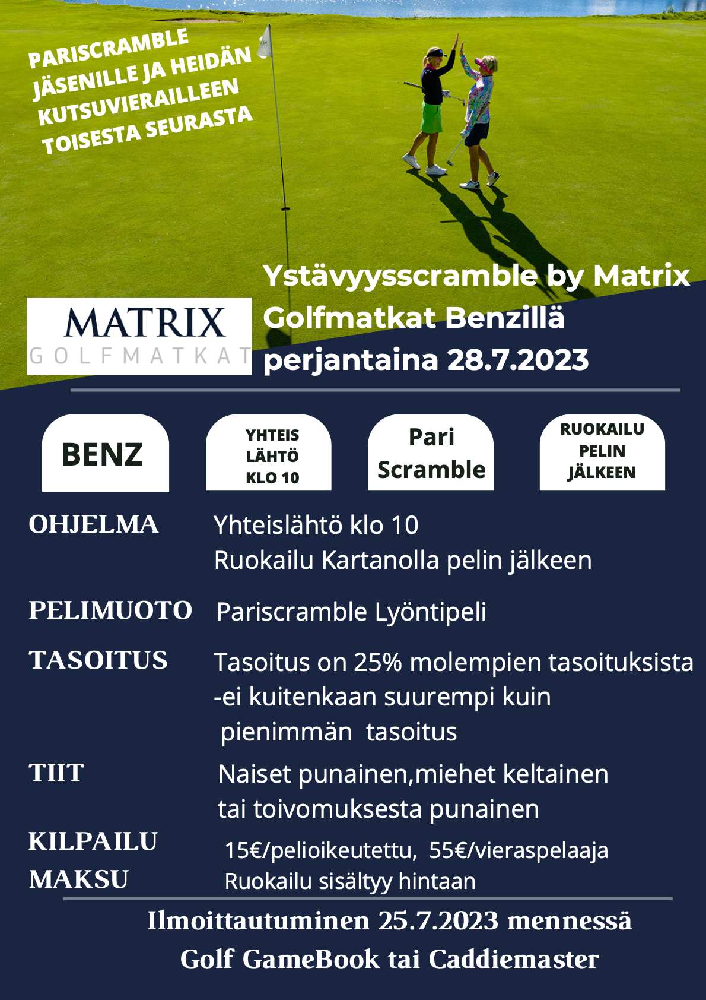 PARISCRAMBLE
JÄSENILLE JA HEIDÄN
KUTSUVIERAILLEEN
TOISESTA SEURASTA
Ystävyysscramble by Matrix
Golfmatkat Benzillä
perjantaina 28.7.2023
MATRIX
GOLFMATKAT
BENZ
YHTEIS
LÄHTÖ
KLO 10
Pari
Scramble
RUOKAILU
PELIN
JÄLKEEN
OHJELMA
Yhteislähtö klo 10
Ruokailu Kartanolla pelin jälkeen
PELIMUOTO
Pariscramble Lyöntipeli
TASOITUS
Tasoitus on 25% molempien tasoituksista
-ei kuitenkaan suurempi kuin
pienimmän tasoitus
TIIT
Naiset punainen,miehet keltainen
tai toivomuksesta punainen
KILPAILU
MAKSU
15€/pelioikeutettu, 55€/vieraspelaaja
Ruokailu sisältyy hintaan
Ilmoittautuminen 25.7.2023 mennessä
Golf GameBook tai Caddiemaster